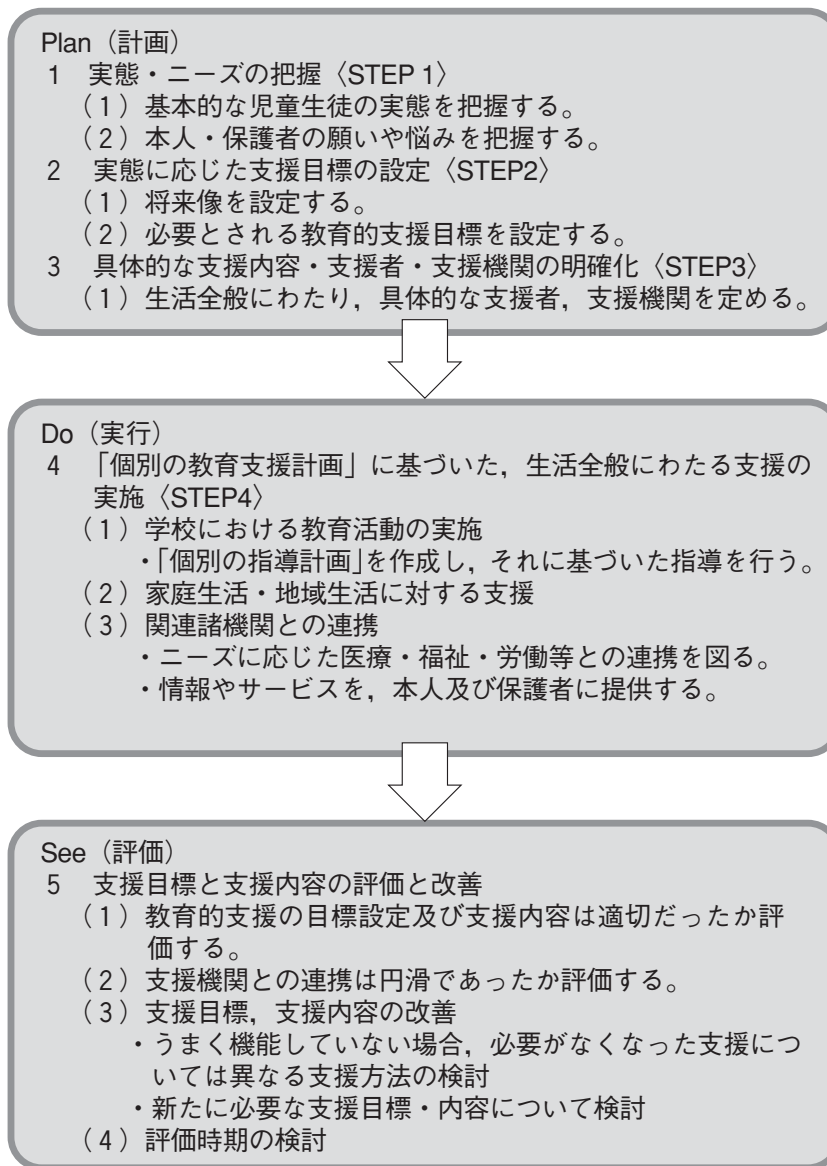 Plan（計画）
1　実態・ニーズの把握〈STEP 1〉
（1）基本的な児童生徒の実態を把握する。
（2）本人・保護者の願いや悩みを把握する。
2　実態に応じた支援目標の設定〈STEP2〉
（1）将来像を設定する。
（2）必要とされる教育的支援目標を設定する。
3　具体的な支援内容・支援者・支援機関の明確化〈STEP3〉
（1）生活全般にわたり，具体的な支援者，支援機関を定める。
Do（実行）
4　「個別の教育支援計画」に基づいた，生活全般にわたる支援の
実施〈STEP4〉
（1）学校における教育活動の実施
・「個別の指導計画」を作成し，それに基づいた指導を行う。
（2）家庭生活・地域生活に対する支援
（3）関連諸機関との連携
・ニーズに応じた医療・福祉・労働等との連携を図る。
・情報やサービスを，本人及び保護者に提供する。
See（評価）
5　支援目標と支援内容の評価と改善
（1）教育的支援の目標設定及び支援内容は適切だったか評
価する。
（2）支援機関との連携は円滑であったか評価する。
（3）支援目標，支援内容の改善
・うまく機能していない場合，必要がなくなった支援につ
いては異なる支援方法の検討
・新たに必要な支援目標・内容について検討
（4）評価時期の検討